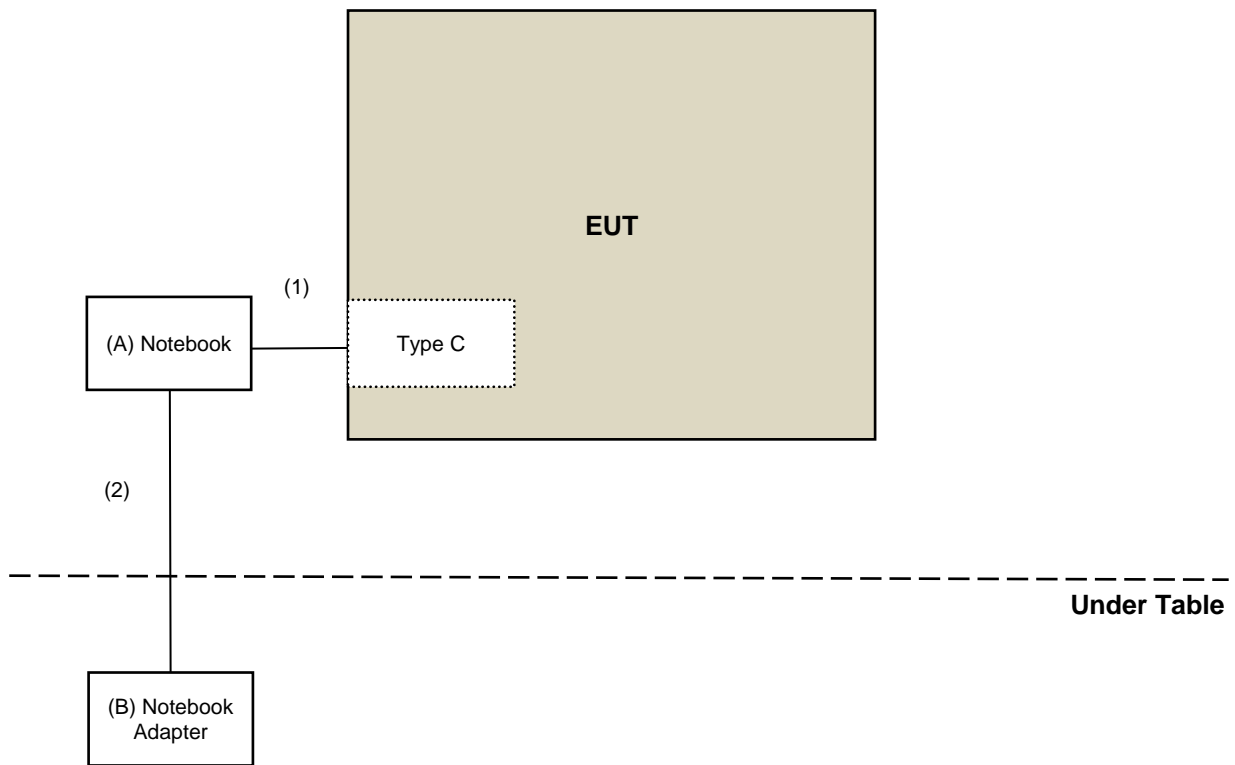 EUT
(1)
(A) Notebook
Type C
(2)
Under Table
(B) Notebook
Adapter